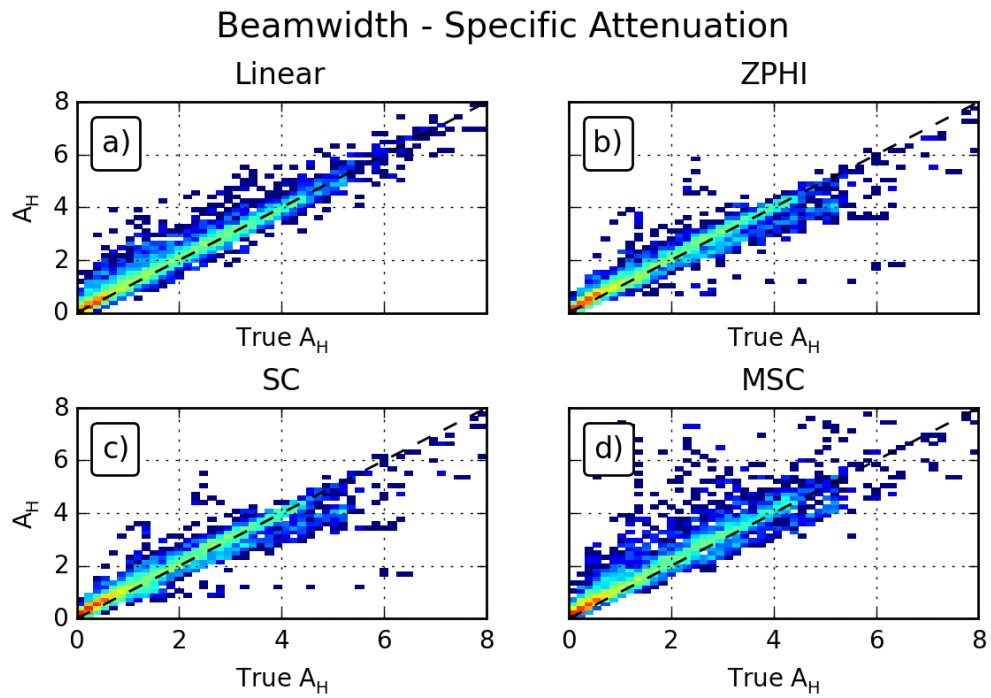 Beamwidth - Specific Attenuation
Linear ZPHI
8
6
4
2
0
A_H
a)
b)
True A_H True A_H
SC MSC
8
6
4
2
0
A_H
c)
d)
0 2 4 6 8 0 2 4 6 8
True A_H True A_H